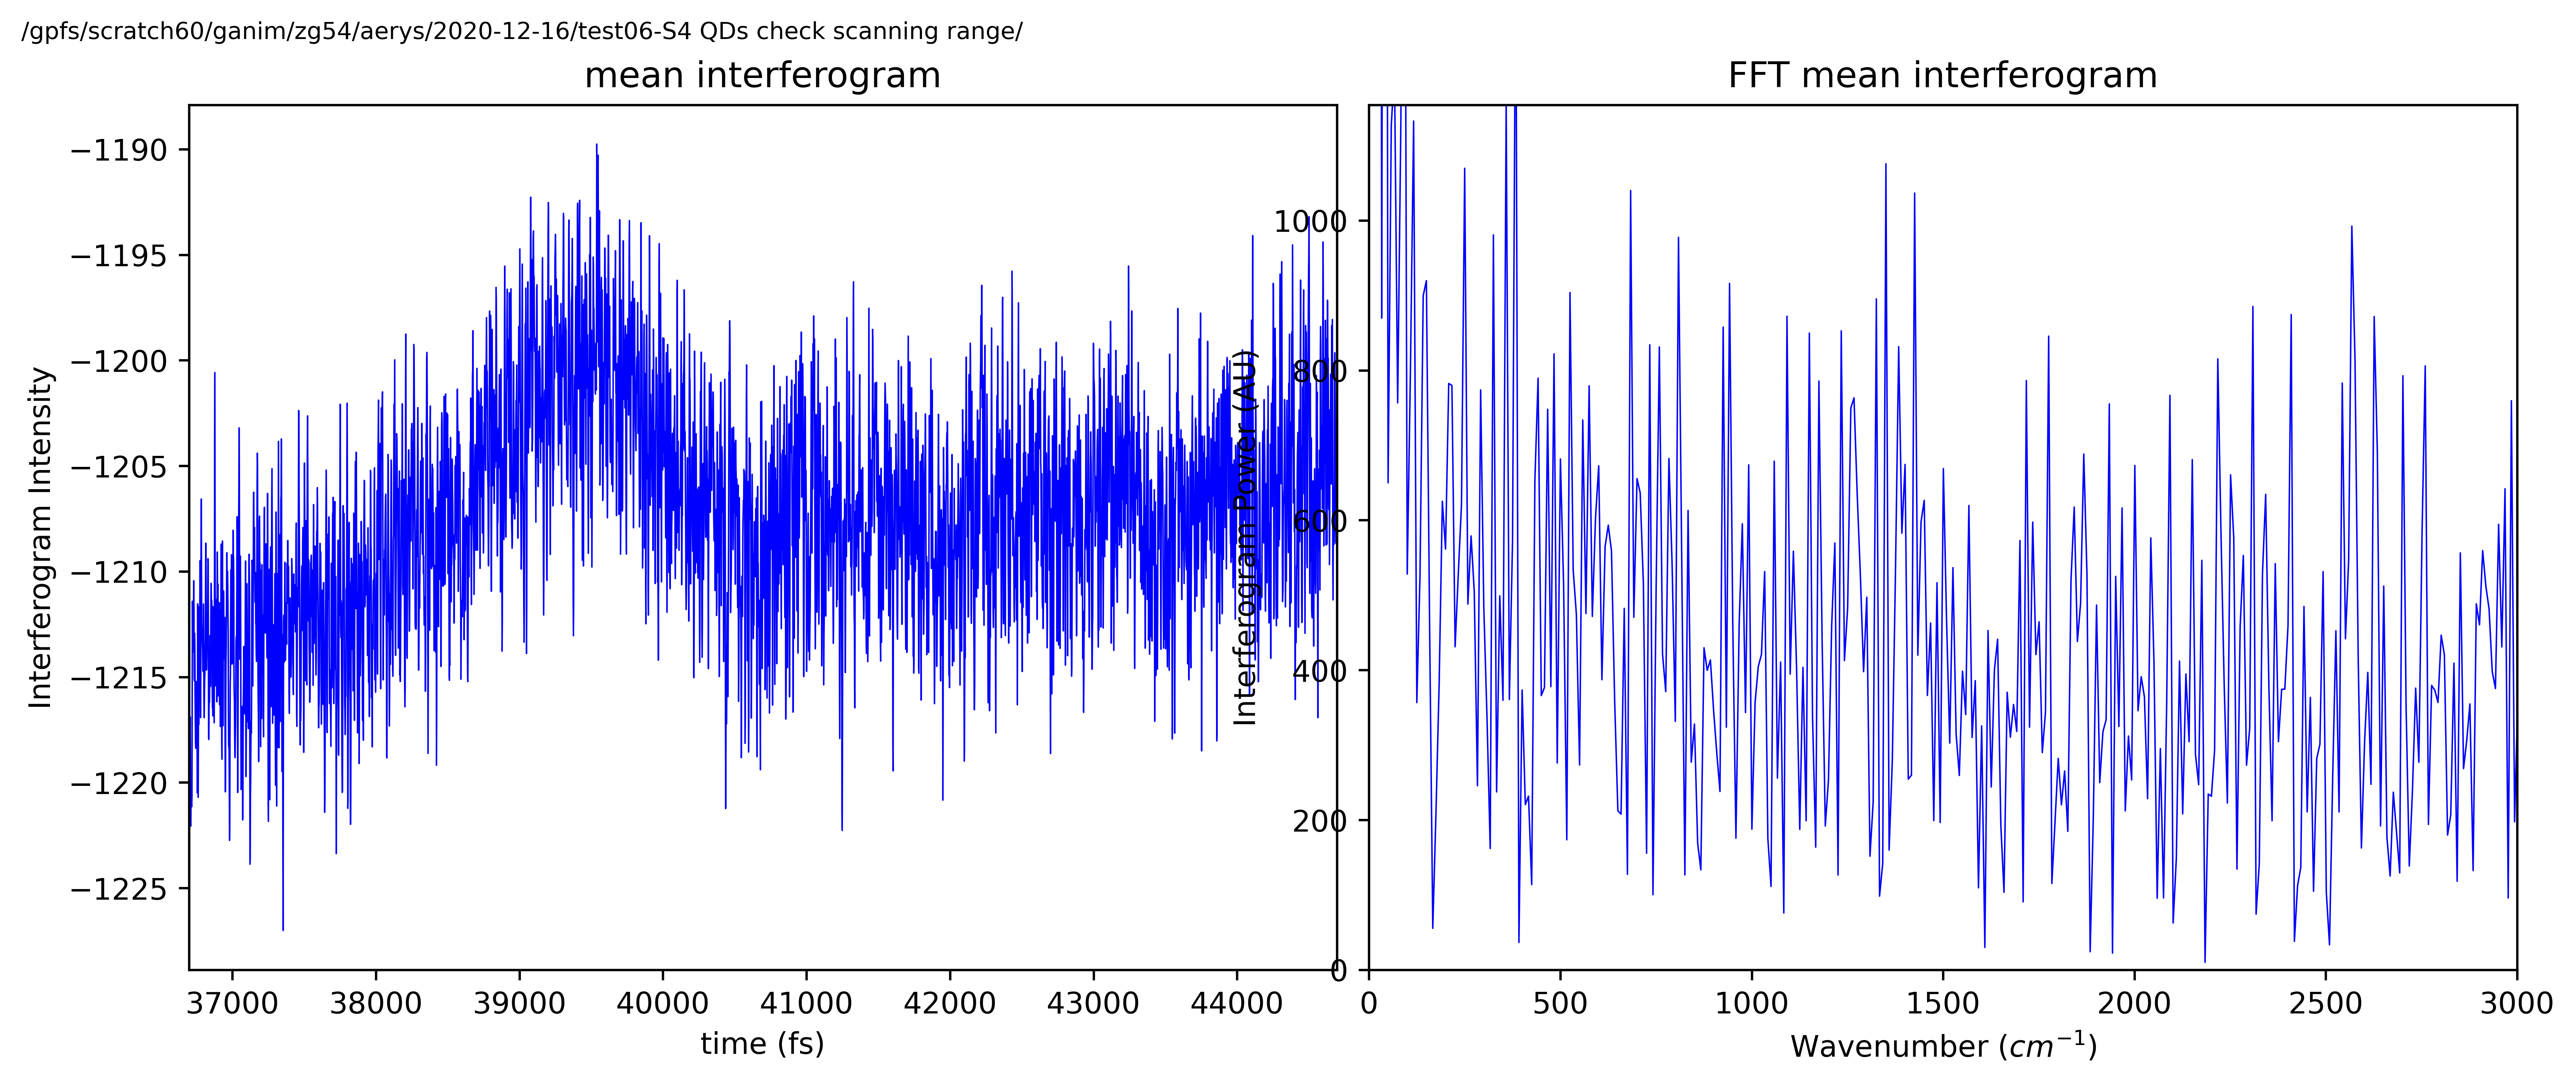 /gpfs/scratch60/ganim/zg54/aerys/2020-12-16/test06-S4 QDs check scanning range/
mean interferogram
Interferogram Intensity
−1190
−1195
−1200
−1205
−1210
−1215
−1220
−1225
37000 38000 39000 40000 41000 42000 43000 44000
time (fs)
FFT mean interferogram
Interferogram Power (AU)
1000
800
600
400
200
0
0 500 1000 1500 2000 2500 3000
Wavenumber (cm⁻¹)